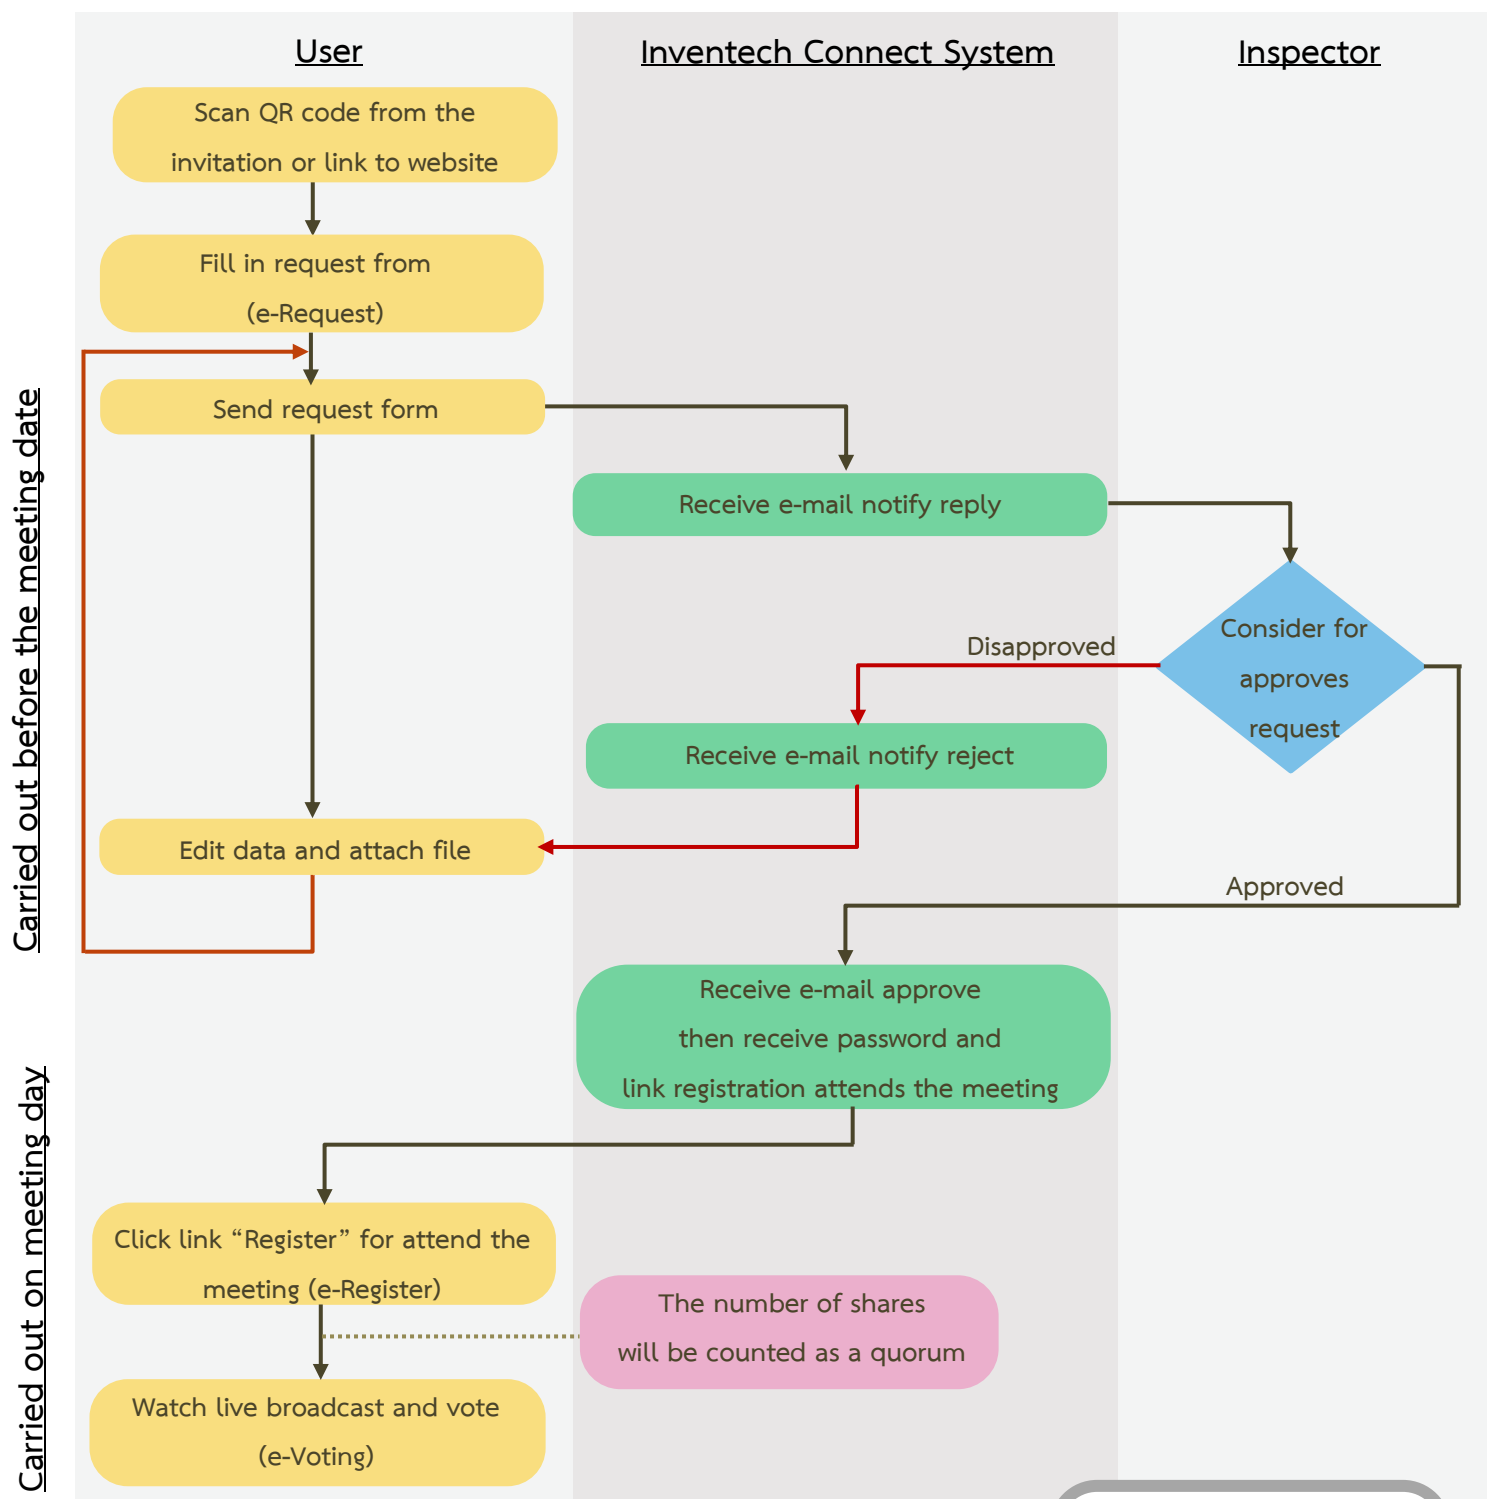 User
Inventech Connect System
Inspector
Scan QR code from the
invitation or link to website
Fill in request from
(e-Request)
Send request form
Receive e-mail notify reply
Consider for
approves
request
Disapproved
Receive e-mail notify reject
Edit data and attach file
Approved
Receive e-mail approve
then receive password and
link registration attends the meeting
Click link “Register” for attend the
meeting (e-Register)
The number of shares
will be counted as a quorum
Watch live broadcast and vote
(e-Voting)
Carried out before the meeting date
Carried out on meeting day